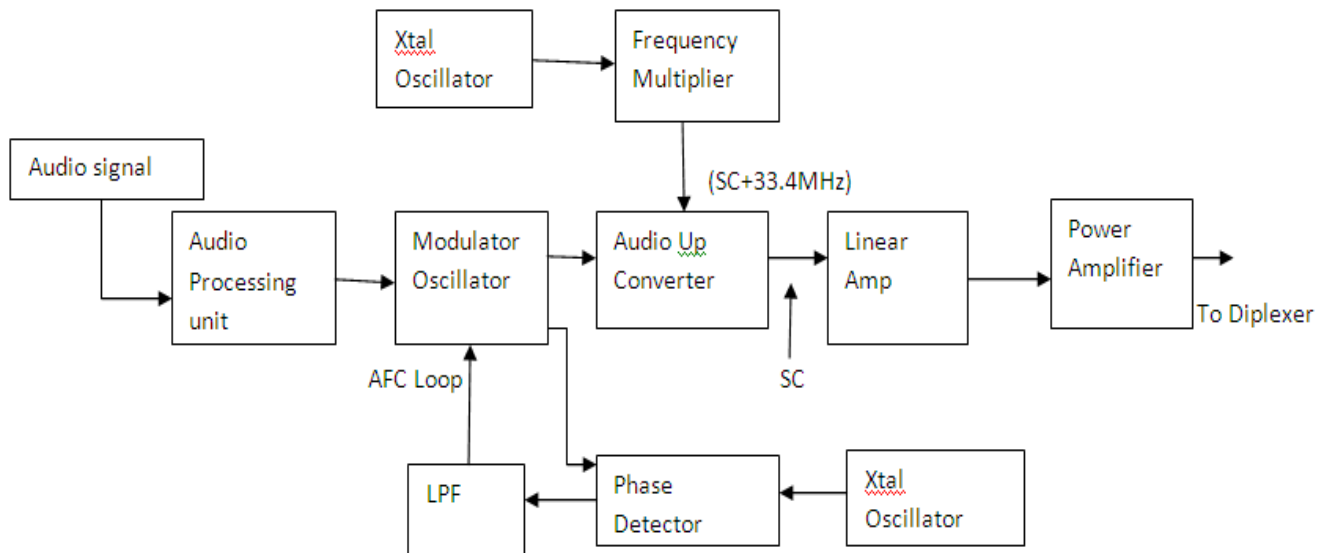 Xtal
Oscillator
Frequency
Multiplier
Audio signal
(SC+33.4MHz)
Audio
Processing
unit
Modulator
Oscillator
Audio Up
Converter
Linear
Amp
Power
Amplifier
To Diplexer
AFC Loop
SC
LPF
Phase
Detector
Xtal
Oscillator